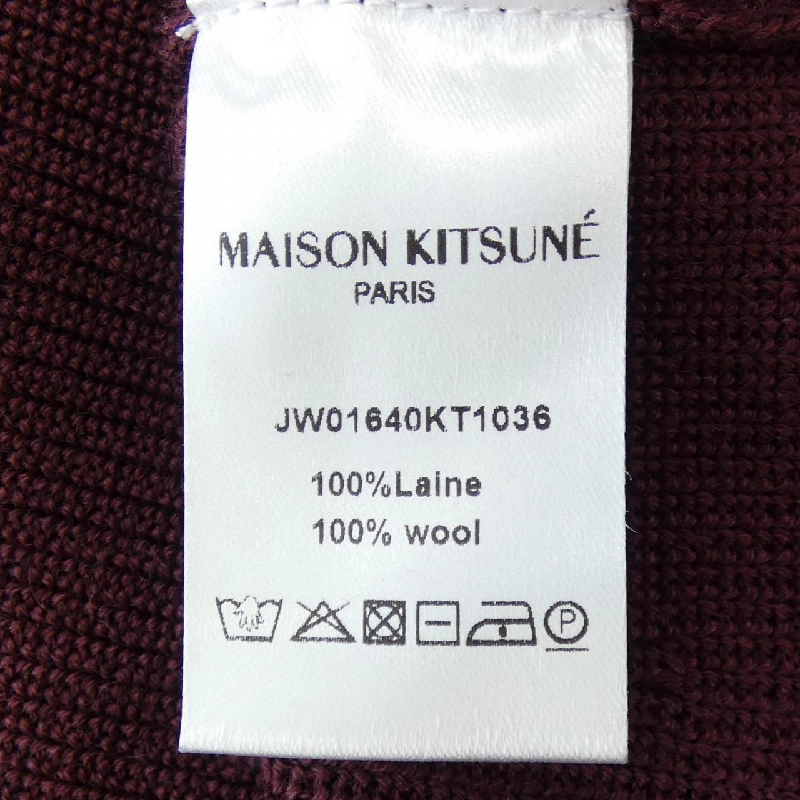 MAISON KITSUNÉ
PARIS
JW01640KT1036
100%Laine
100% wool
P